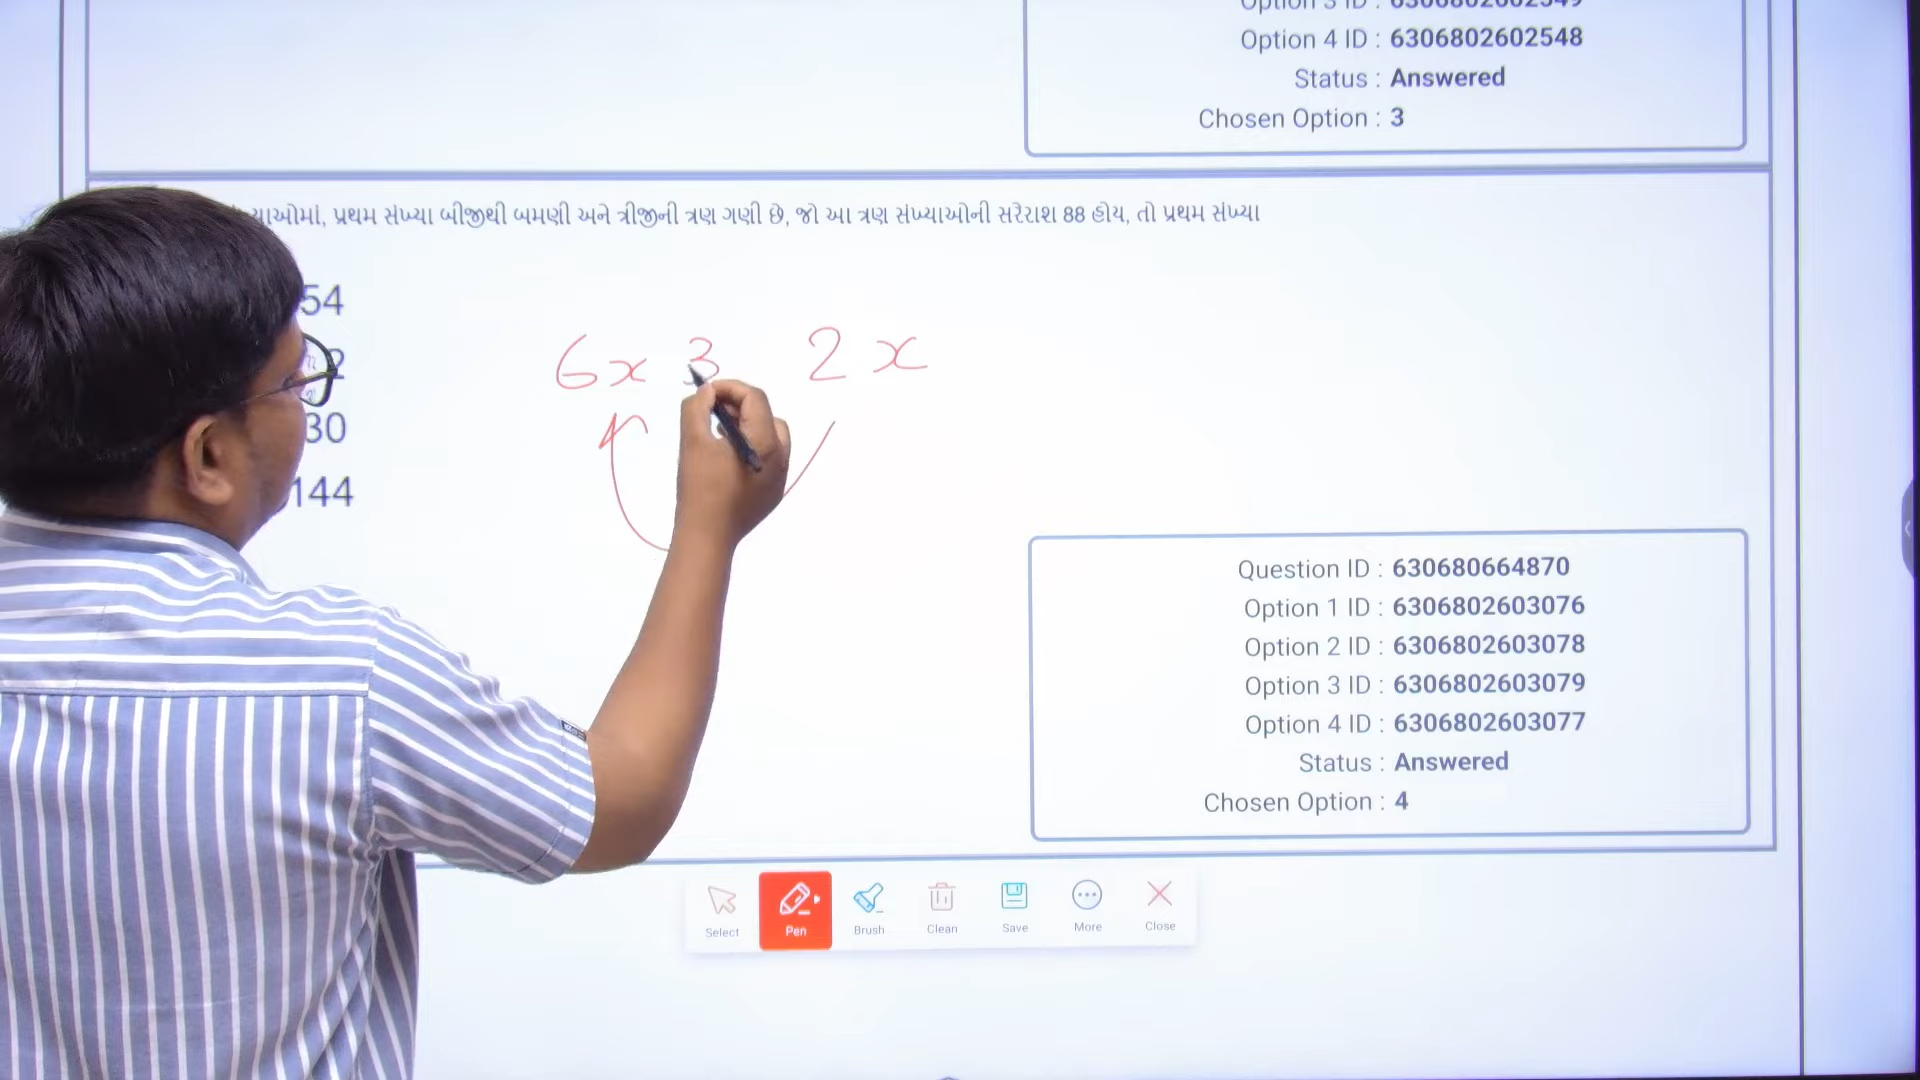 Option 4 ID : 6306802602548
Status : Answered
Chosen Option : 3
પ્રથમ સંખ્યા બીજીથી બમણી અને ત્રીજીની ત્રણ ગણી છે, જો આ ત્રણ સંખ્યાઓની સરેરાશ 88 હોય, તો પ્રથમ સંખ્યા
54
30
144
6x 3 2x
Question ID : 630680664870
Option 1 ID : 6306802603076
Option 2 ID : 6306802603078
Option 3 ID : 6306802603079
Option 4 ID : 6306802603077
Status : Answered
Chosen Option : 4
Select Pen Brush Clean Save More Close